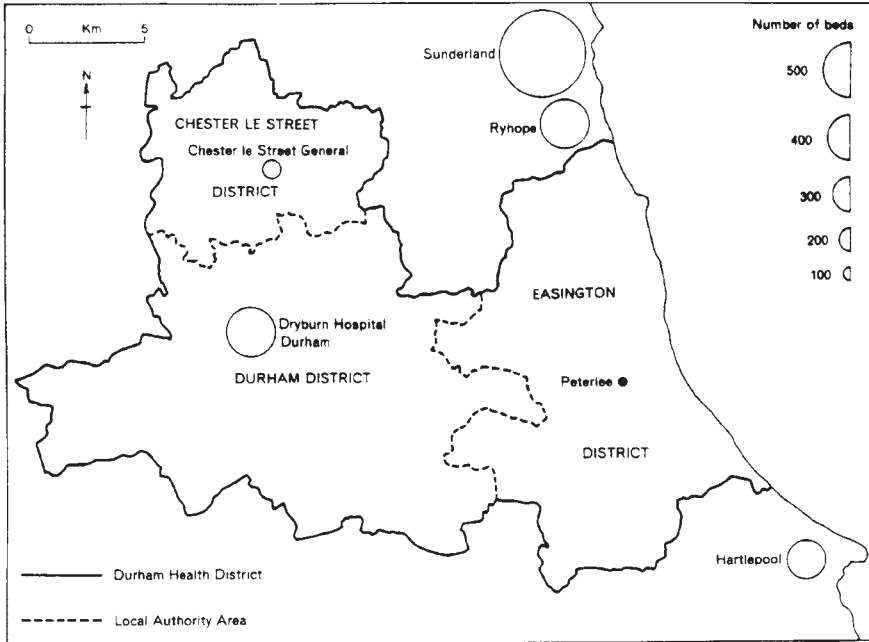 0 Km 5
N
Sunderland
Number of beds
500
Ryhope
400
CHESTER LE STREET
Chester le Street General
DISTRICT
300
200
100
EASINGTON
Dryburn Hospital
Durham
DURHAM DISTRICT
Peterlee
DISTRICT
Hartlepool
Durham Health District
Local Authority Area